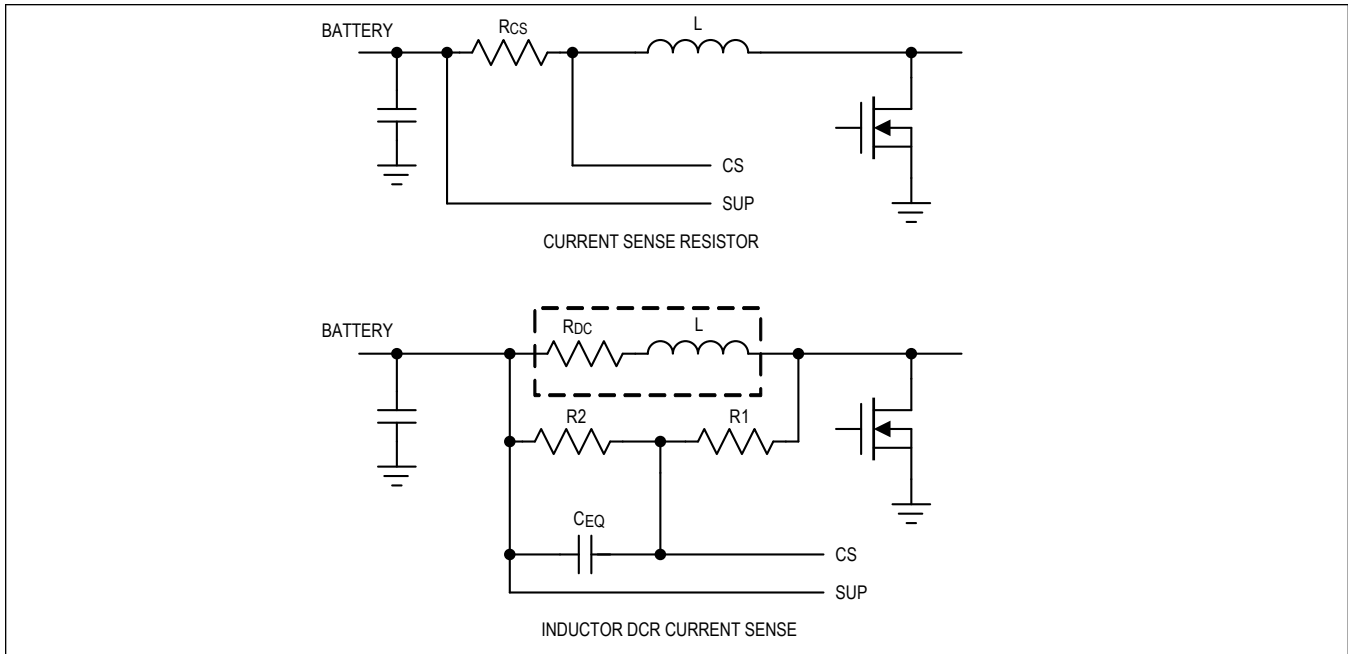 BATTERY
RCS
L
CS
SUP
CURRENT SENSE RESISTOR
BATTERY
RDC
L
R2
R1
CEQ
CS
SUP
INDUCTOR DCR CURRENT SENSE